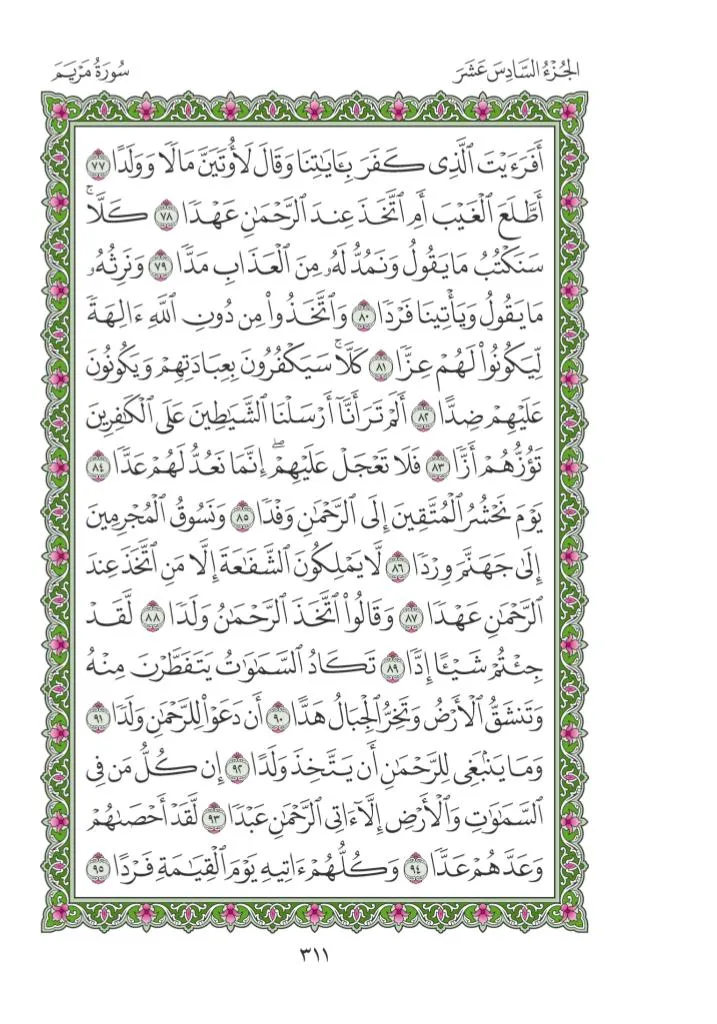 الجُزْءُ السَّادِسَ عَشَرَ
سُورَةُ مَرْيَمَ
أَفَرَءَيْتَ ٱلَّذِى كَفَرَ بِـَٔايَـٰتِنَا وَقَالَ لَأُوتَيَنَّ مَالًا وَوَلَدًا ٧٧
أَطَّلَعَ ٱلْغَيْبَ أَمِ ٱتَّخَذَ عِندَ ٱلرَّحْمَـٰنِ عَهْدًا ٧٨ كَلَّا ۚ
سَنَكْتُبُ مَا يَقُولُ وَنَمُدُّ لَهُۥ مِنَ ٱلْعَذَابِ مَدًّا ٧٩ وَنَرِثُهُۥ
مَا يَقُولُ وَيَأْتِينَا فَرْدًا ٨٠ وَٱتَّخَذُوا۟ مِن دُونِ ٱللَّهِ ءَالِهَةً
لِّيَكُونُوا۟ لَهُمْ عِزًّا ٨١ كَلَّا ۚ سَيَكْفُرُونَ بِعِبَادَتِهِمْ وَيَكُونُونَ
عَلَيْهِمْ ضِدًّا ٨٢ أَلَمْ تَرَ أَنَّآ أَرْسَلْنَا ٱلشَّيَـٰطِينَ عَلَى ٱلْكَـٰفِرِينَ
تَؤُزُّهُمْ أَزًّا ٨٣ فَلَا تَعْجَلْ عَلَيْهِمْ ۖ إِنَّمَا نَعُدُّ لَهُمْ عَدًّا ٨٤
يَوْمَ نَحْشُرُ ٱلْمُتَّقِينَ إِلَى ٱلرَّحْمَـٰنِ وَفْدًا ٨٥ وَنَسُوقُ ٱلْمُجْرِمِينَ
إِلَىٰ جَهَنَّمَ وِرْدًا ٨٦ لَّا يَمْلِكُونَ ٱلشَّفَـٰعَةَ إِلَّا مَنِ ٱتَّخَذَ عِندَ
ٱلرَّحْمَـٰنِ عَهْدًا ٨٧ وَقَالُوا۟ ٱتَّخَذَ ٱلرَّحْمَـٰنُ وَلَدًا ٨٨ لَّقَدْ
جِئْتُمْ شَيْـًٔا إِدًّا ٨٩ تَكَادُ ٱلسَّمَـٰوَٰتُ يَتَفَطَّرْنَ مِنْهُ
وَتَنشَقُّ ٱلْأَرْضُ وَتَخِرُّ ٱلْجِبَالُ هَدًّا ٩٠ أَن دَعَوْا۟ لِلرَّحْمَـٰنِ وَلَدًا ٩١
وَمَا يَنۢبَغِى لِلرَّحْمَـٰنِ أَن يَتَّخِذَ وَلَدًا ٩٢ إِن كُلُّ مَن فِى
ٱلسَّمَـٰوَٰتِ وَٱلْأَرْضِ إِلَّآ ءَاتِى ٱلرَّحْمَـٰنِ عَبْدًا ٩٣ لَّقَدْ أَحْصَىٰهُمْ
وَعَدَّهُمْ عَدًّا ٩٤ وَكُلُّهُمْ ءَاتِيهِ يَوْمَ ٱلْقِيَـٰمَةِ فَرْدًا ٩٥
٣١١